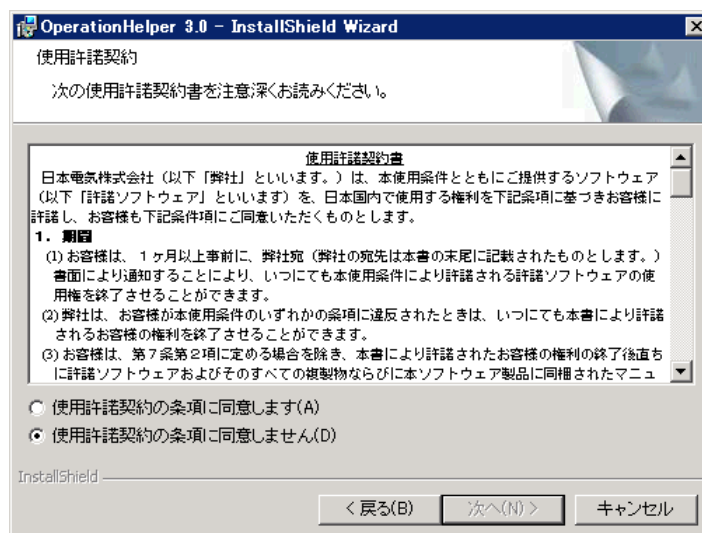 OperationHelper 3.0 - InstallShield Wizard
使用許諾契約
次の使用許諾契約書を注意深くお読みください。
使用許諾契約書
日本電気株式会社（以下「弊社」といいます。）は、本使用条件とともにご提供するソフトウェア
（以下「許諾ソフトウェア」といいます）を、日本国内で使用する権利を下記条項に基づきお客様に
許諾し、お客様も下記条件項にご同意いただくものとします。
1. 期間
(1) お客様は、１ヶ月以上事前に、弊社宛（弊社の宛先は本書の末尾に記載されたものとします。）
書面により通知することにより、いつにても本使用条件により許諾される許諾ソフトウェアの使
用権を終了させることができます。
(2) 弊社は、お客様が本使用条件のいずれかの条項に違反されたときは、いつにても本書により許諾
されるお客様の権利を終了させることができます。
(3) お客様は、第７条第２項に定める場合を除き、本書により許諾されたお客様の権利の終了後直ち
に許諾ソフトウェアおよびそのすべての複製物ならびに本ソフトウェア製品に同梱されたマニュ
使用許諾契約の条項に同意します(A)
使用許諾契約の条項に同意しません(D)
InstallShield
< 戻る(B)
次へ(N) >
キャンセル